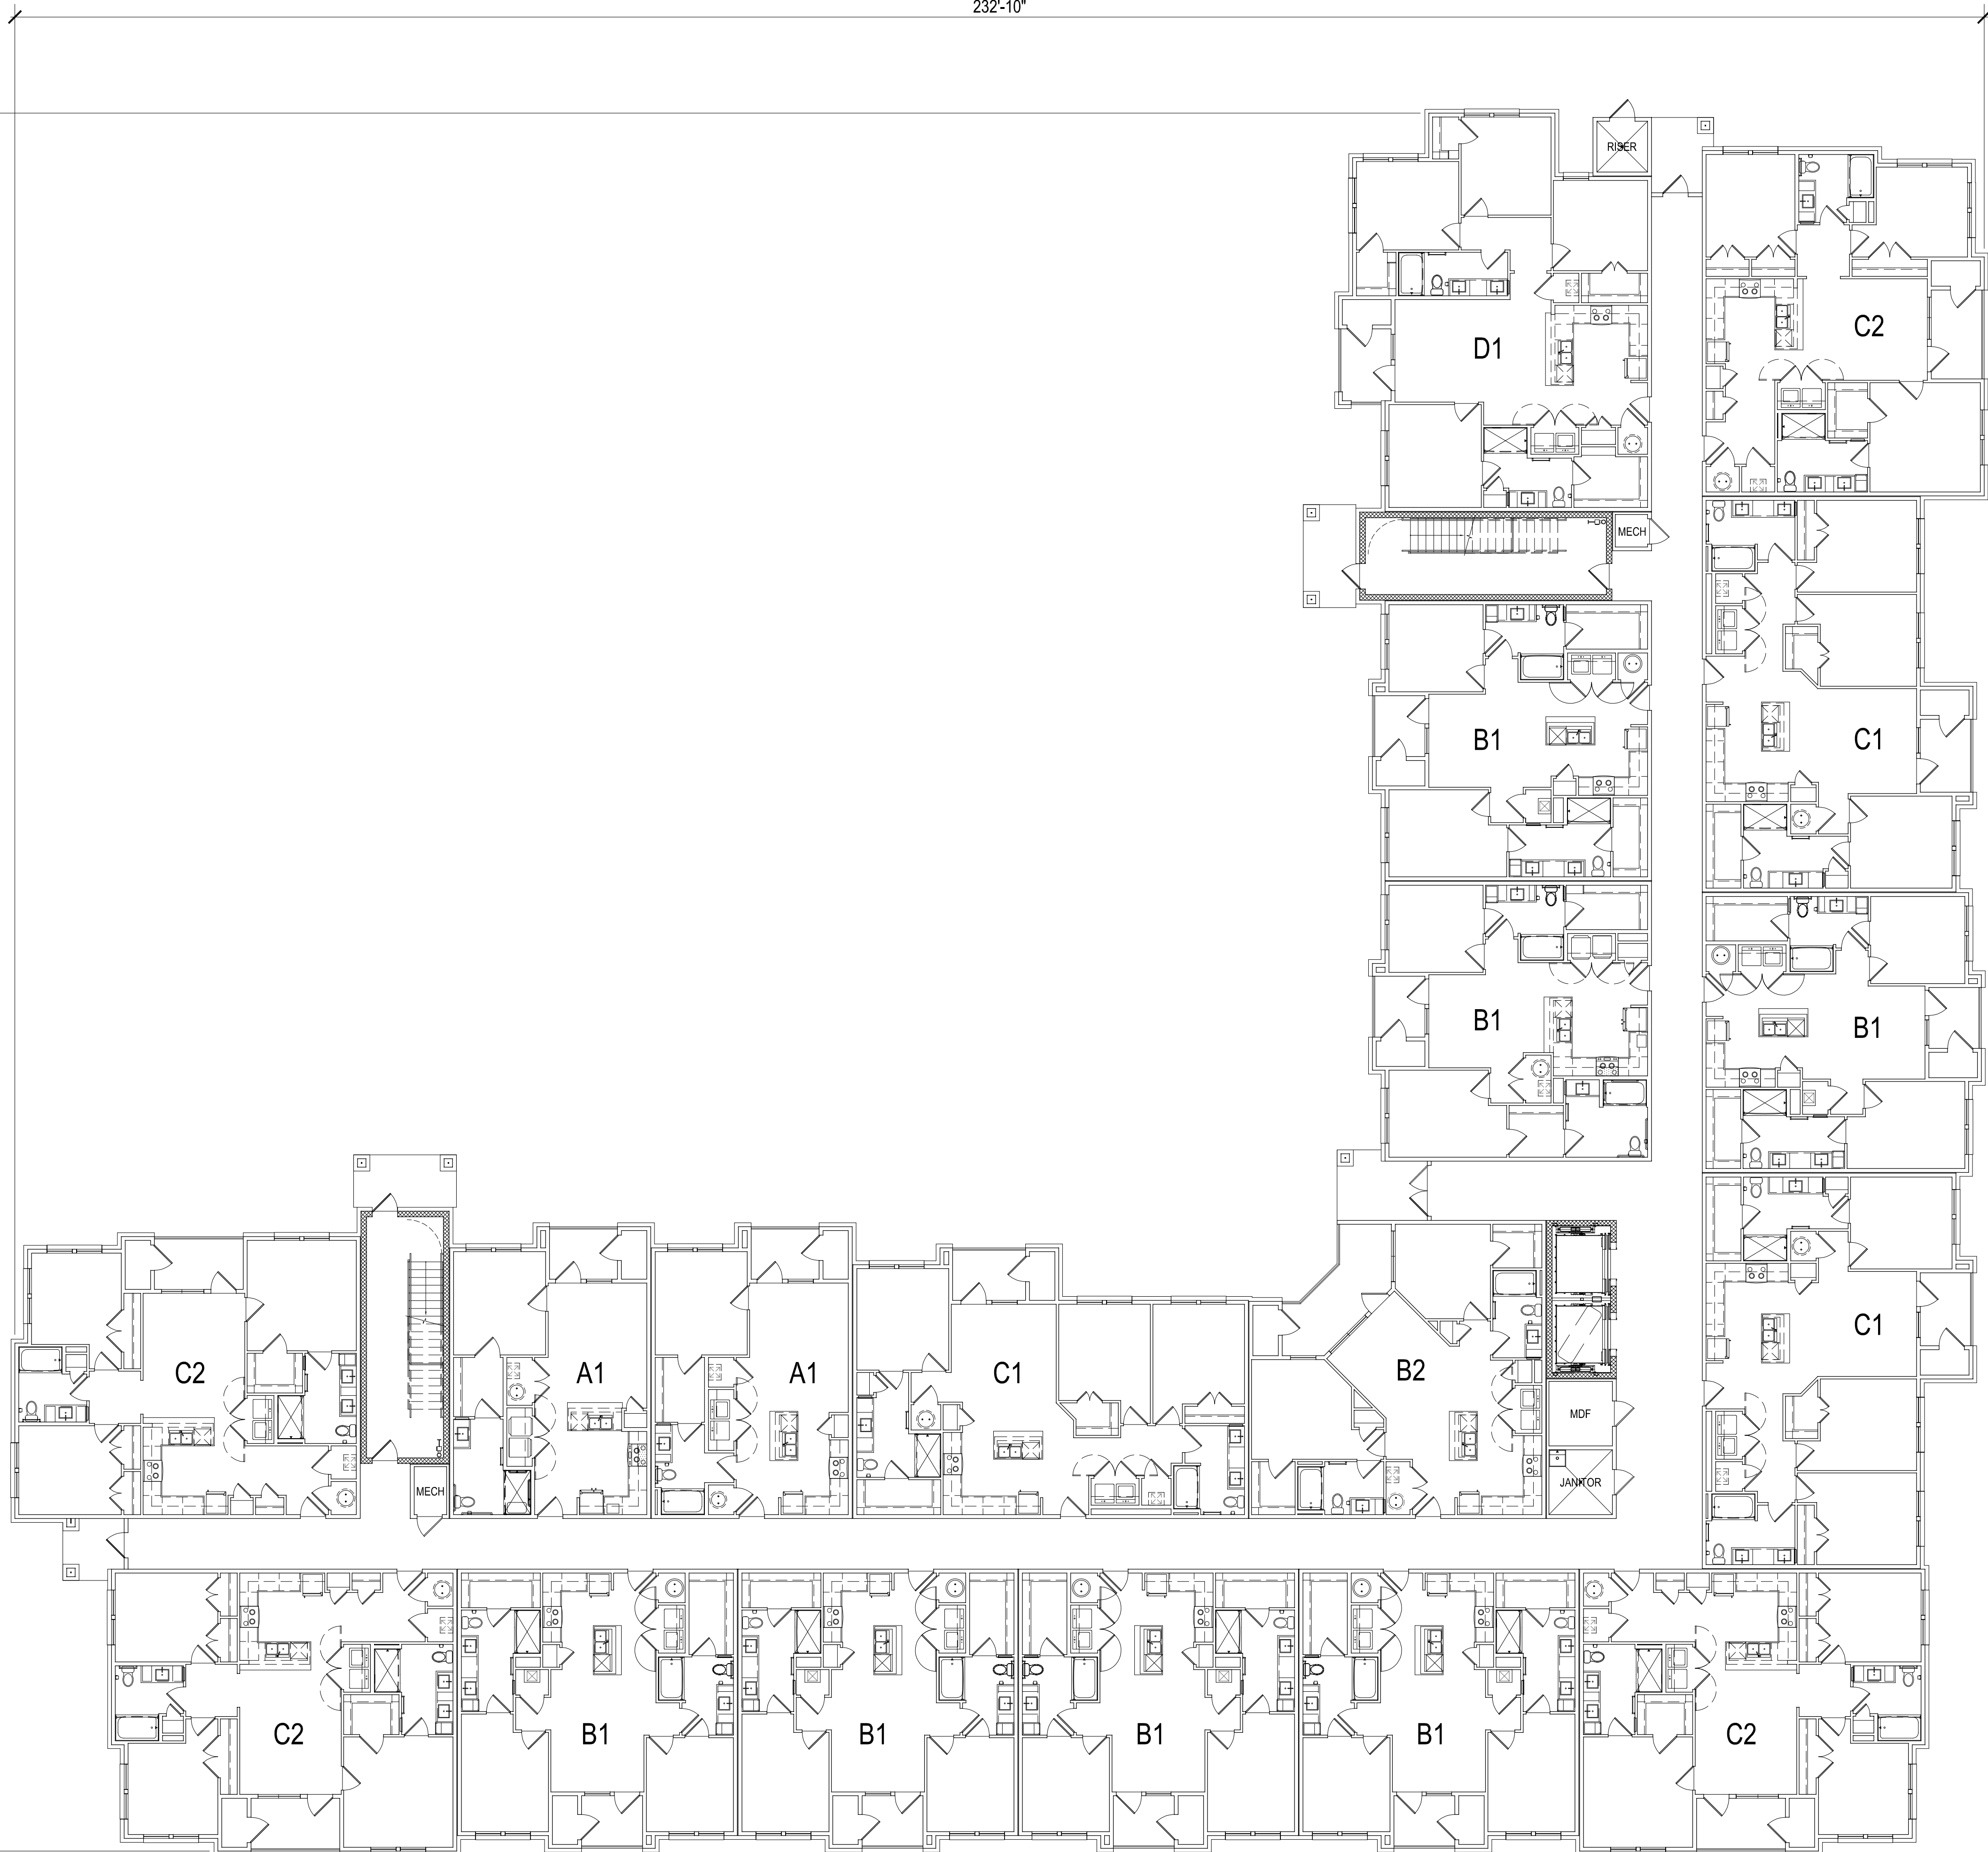 232'-10"
RISER
C2
D1
MECH
B1
C1
B1
B1
C1
C2
A1
A1
C1
B2
MDF
MECH
JANITOR
C2
B1
B1
B1
B1
C2